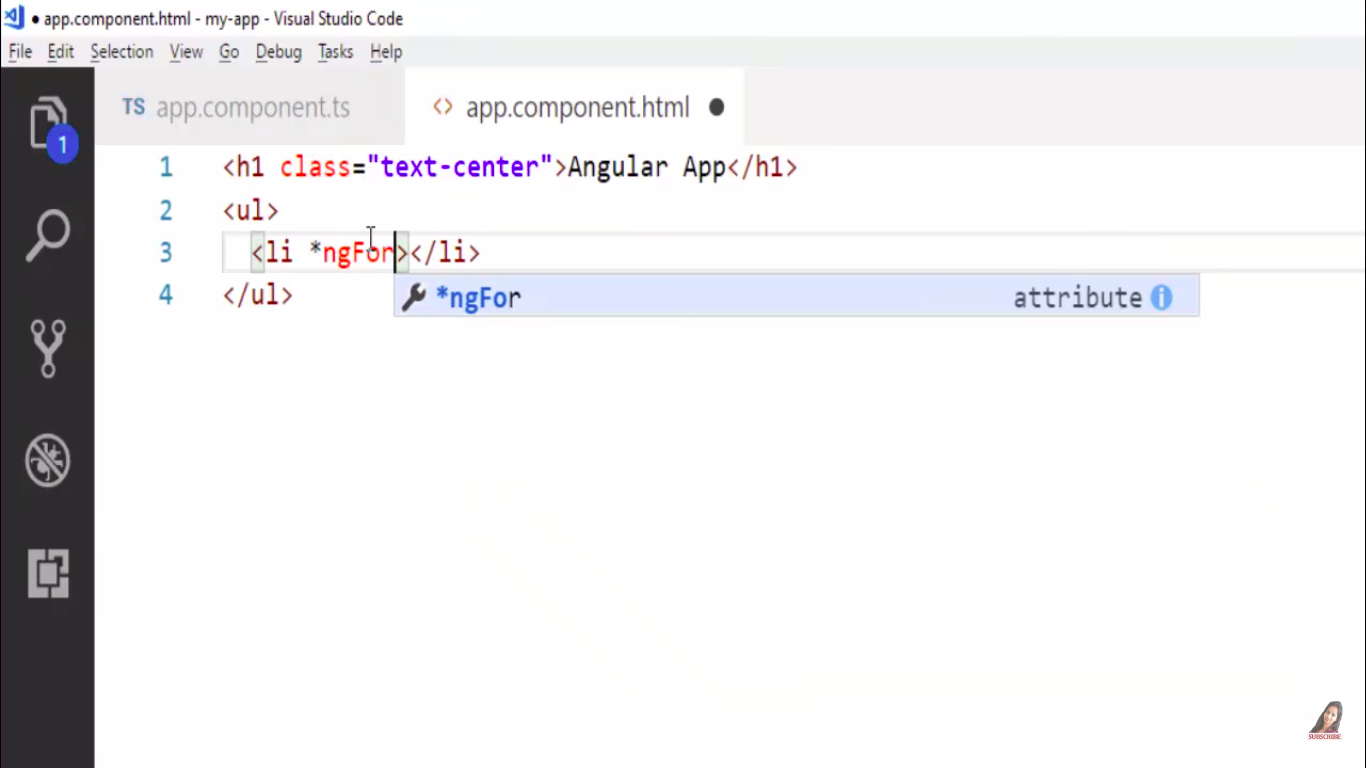 app.component.html - my-app - Visual Studio Code
File Edit Selection View Go Debug Tasks Help
TS app.component.ts <> app.component.html
1
1 <h1 class="text-center">Angular App</h1>
2 <ul>
3 <li *ngFor></li>
*ngFor attribute i
4 </ul>
SUBSCRIBE